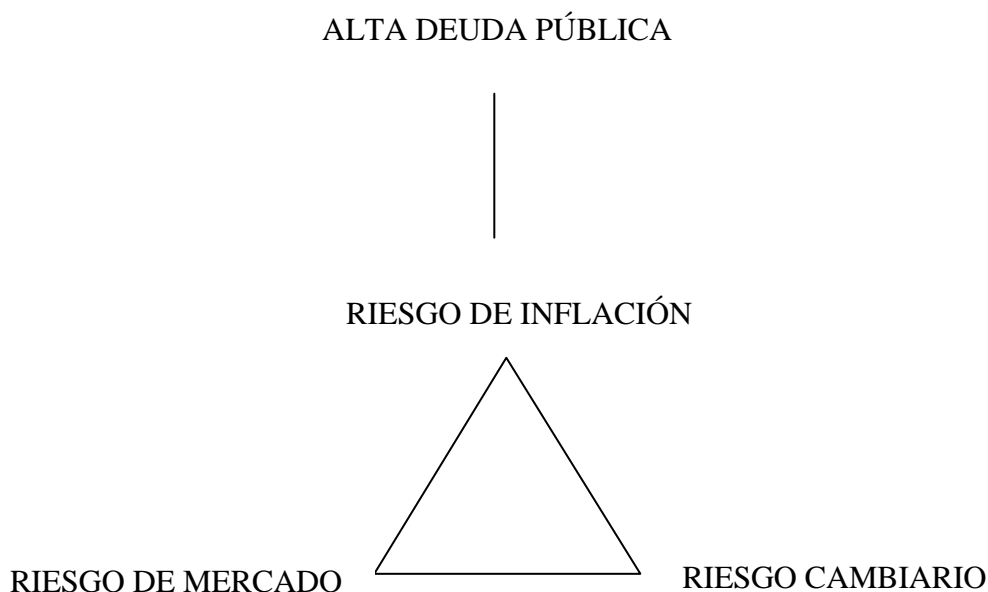 ALTA DEUDA PÚBLICA
RIESGO DE INFLACIÓN
RIESGO DE MERCADO
RIESGO CAMBIARIO